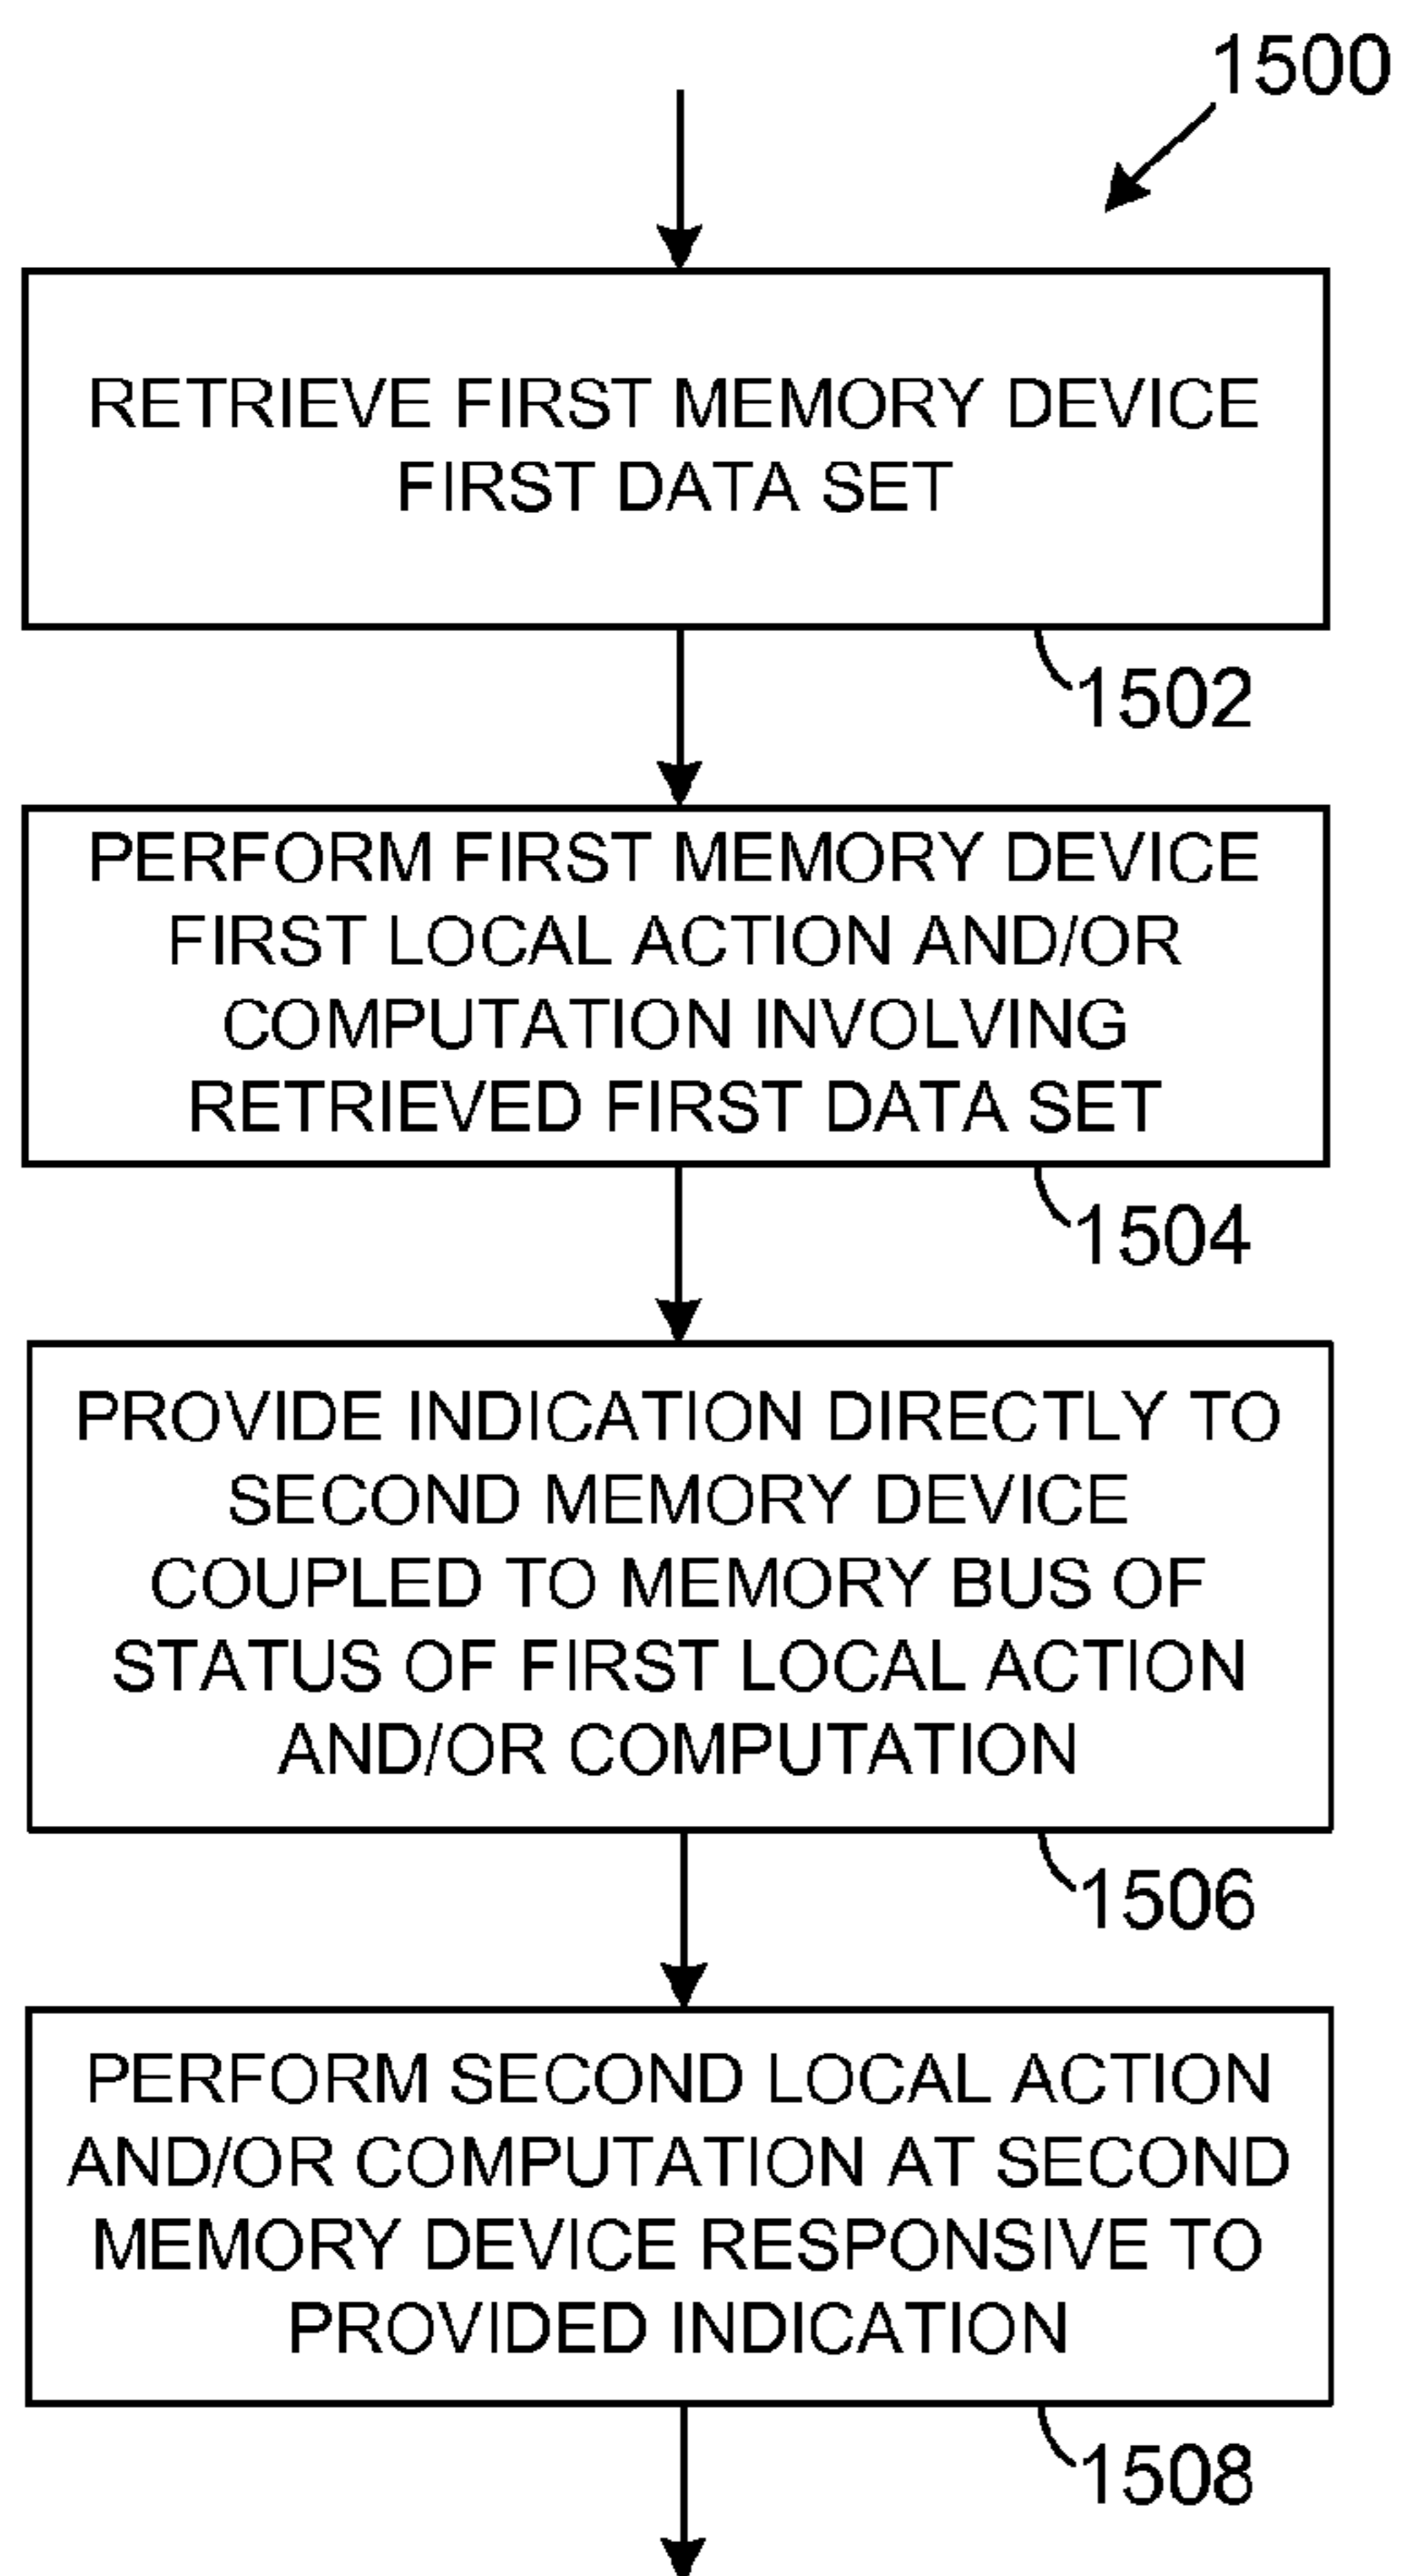 1500
RETRIEVE FIRST MEMORY DEVICE
FIRST DATA SET
1502
PERFORM FIRST MEMORY DEVICE
FIRST LOCAL ACTION AND/OR
COMPUTATION INVOLVING
RETRIEVED FIRST DATA SET
1504
PROVIDE INDICATION DIRECTLY TO
SECOND MEMORY DEVICE
COUPLED TO MEMORY BUS OF
STATUS OF FIRST LOCAL ACTION
AND/OR COMPUTATION
1506
PERFORM SECOND LOCAL ACTION
AND/OR COMPUTATION AT SECOND
MEMORY DEVICE RESPONSIVE TO
PROVIDED INDICATION
1508